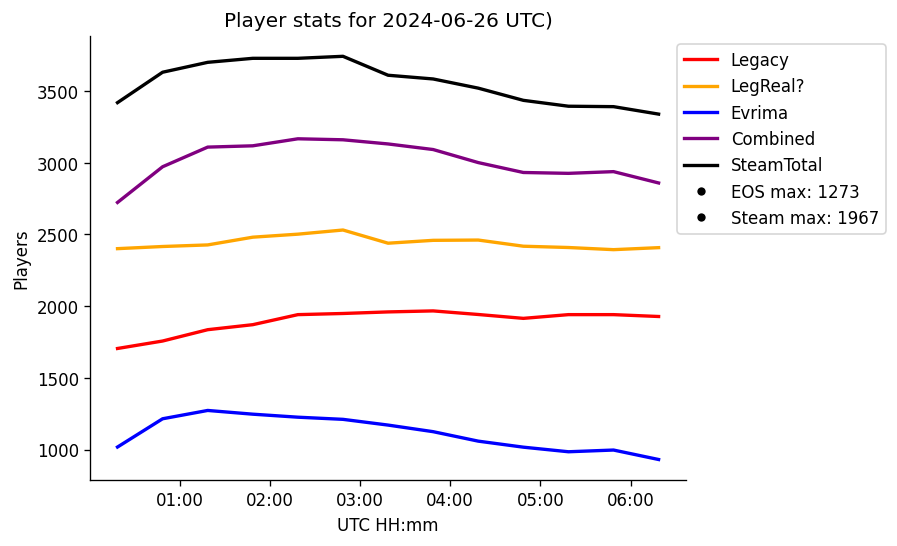 Player stats for 2024-06-26 UTC)
Legacy
LegReal?
Evrima
Combined
SteamTotal
EOS max: 1273
Steam max: 1967
Players
3500
3000
2500
2000
1500
1000
01:00 02:00 03:00 04:00 05:00 06:00
UTC HH:mm